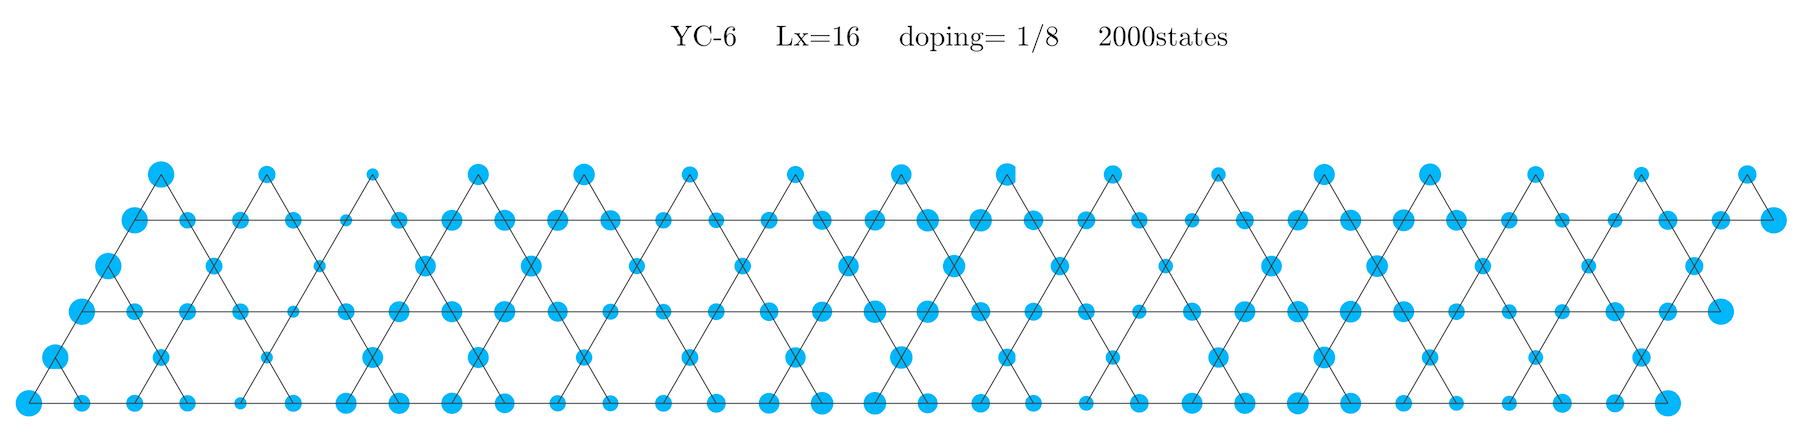 YC-6 Lx=16 doping= 1/8 2000states